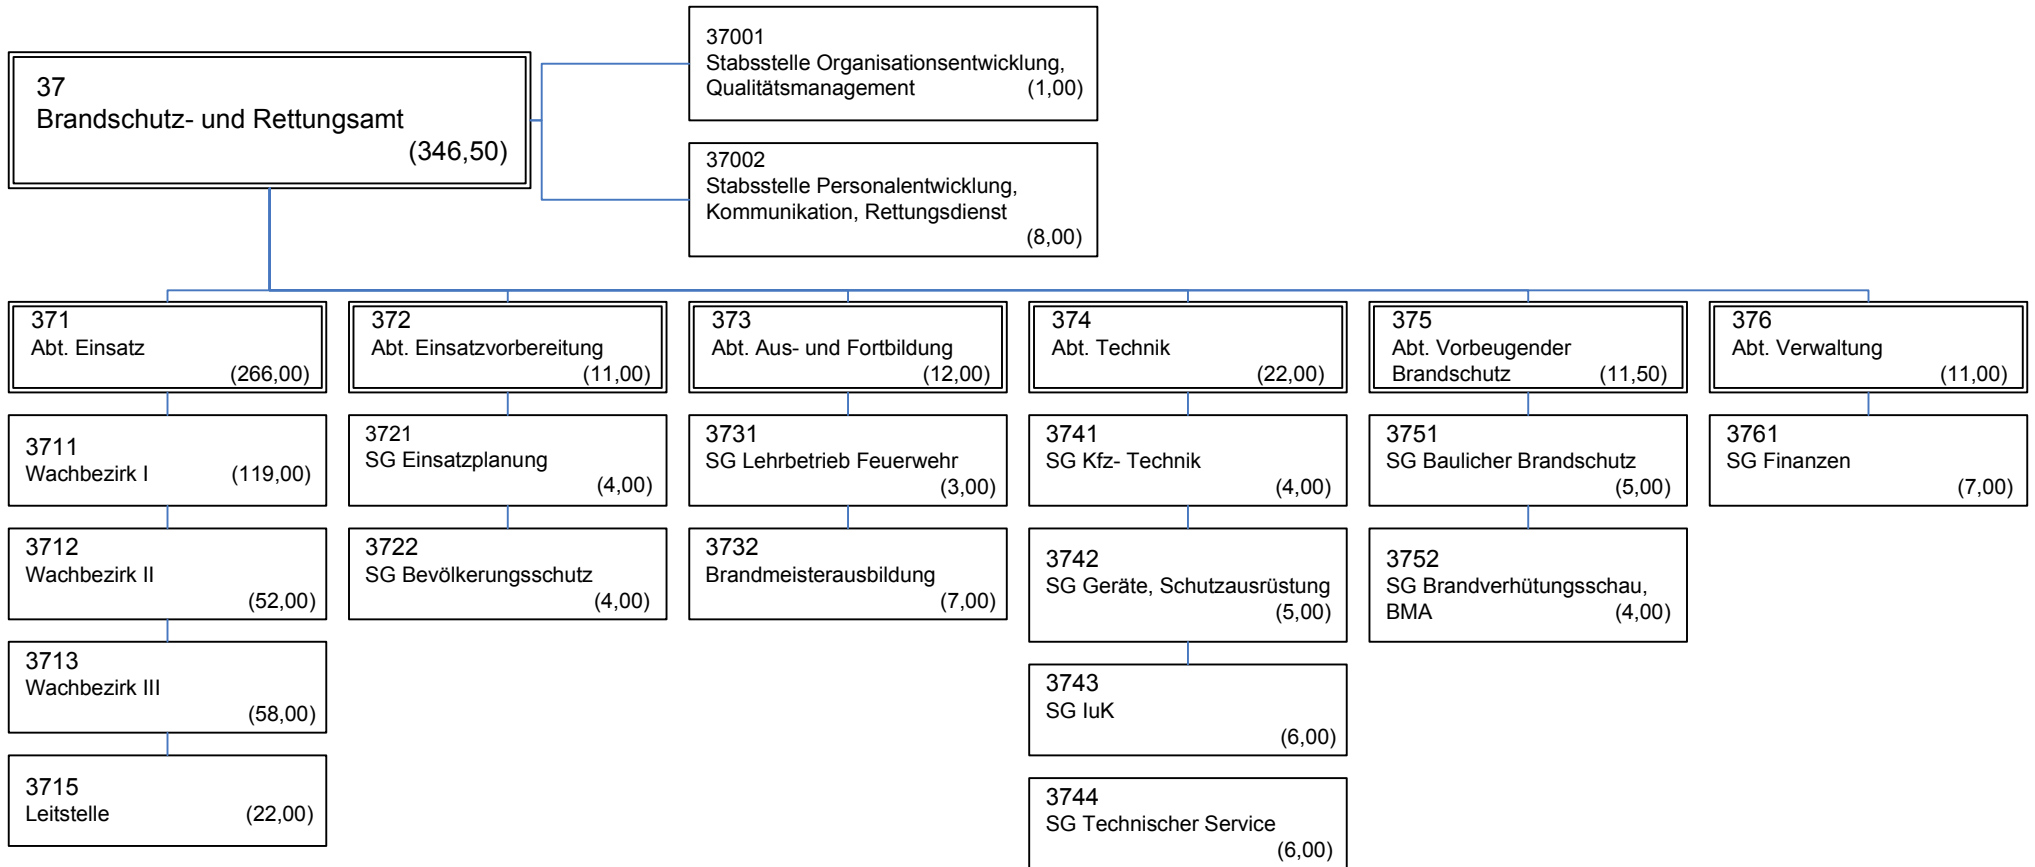 37
Brandschutz- und Rettungsamt
(346,50)
37001
Stabsstelle Organisationsentwicklung,
Qualitätsmanagement (1,00)
37002
Stabsstelle Personalentwicklung,
Kommunikation, Rettungsdienst
(8,00)
371
Abt. Einsatz
(266,00)
372
Abt. Einsatzvorbereitung
(11,00)
373
Abt. Aus- und Fortbildung
(12,00)
374
Abt. Technik
(22,00)
375
Abt. Vorbeugender
Brandschutz (11,50)
376
Abt. Verwaltung
(11,00)
3711
Wachbezirk I (119,00)
3721
SG Einsatzplanung
(4,00)
3731
SG Lehrbetrieb Feuerwehr
(3,00)
3741
SG Kfz- Technik
(4,00)
3751
SG Baulicher Brandschutz
(5,00)
3761
SG Finanzen
(7,00)
3712
Wachbezirk II
(52,00)
3722
SG Bevölkerungsschutz
(4,00)
3732
Brandmeisterausbildung
(7,00)
3742
SG Geräte, Schutzausrüstung
(5,00)
3752
SG Brandverhütungsschau,
BMA (4,00)
3713
Wachbezirk III
(58,00)
3743
SG IuK
(6,00)
3715
Leitstelle (22,00)
3744
SG Technischer Service
(6,00)